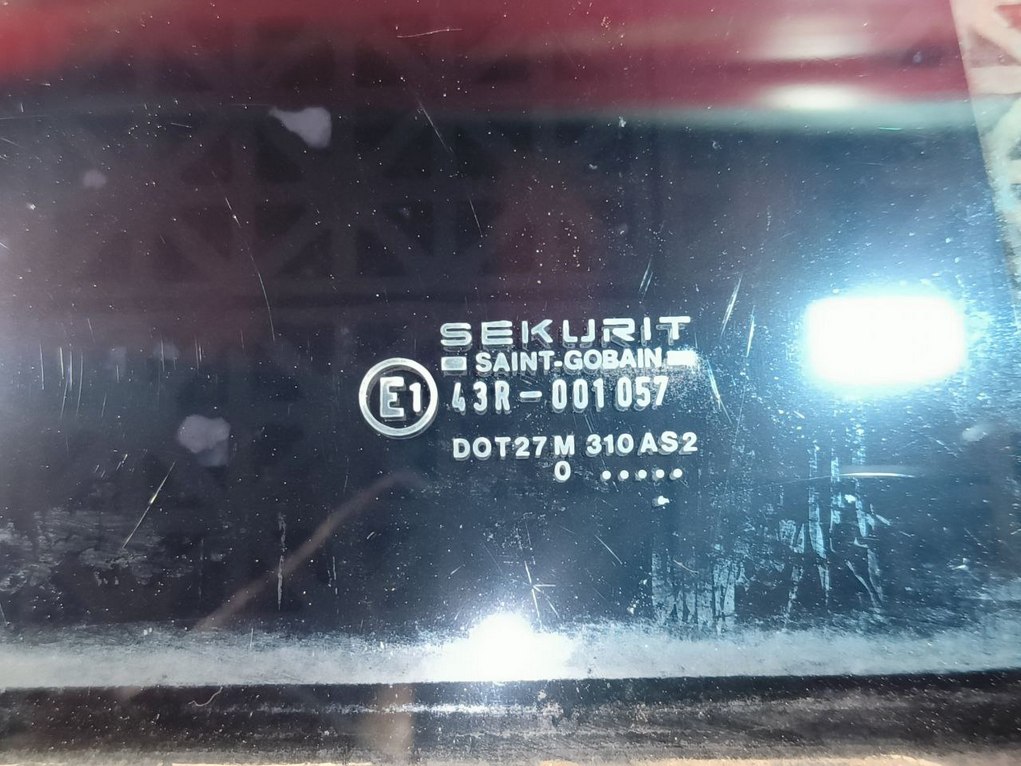 SEKURIT
SAINT-GOBAIN
E1 43R-001057
DOT27 M 310 AS2
0 .....